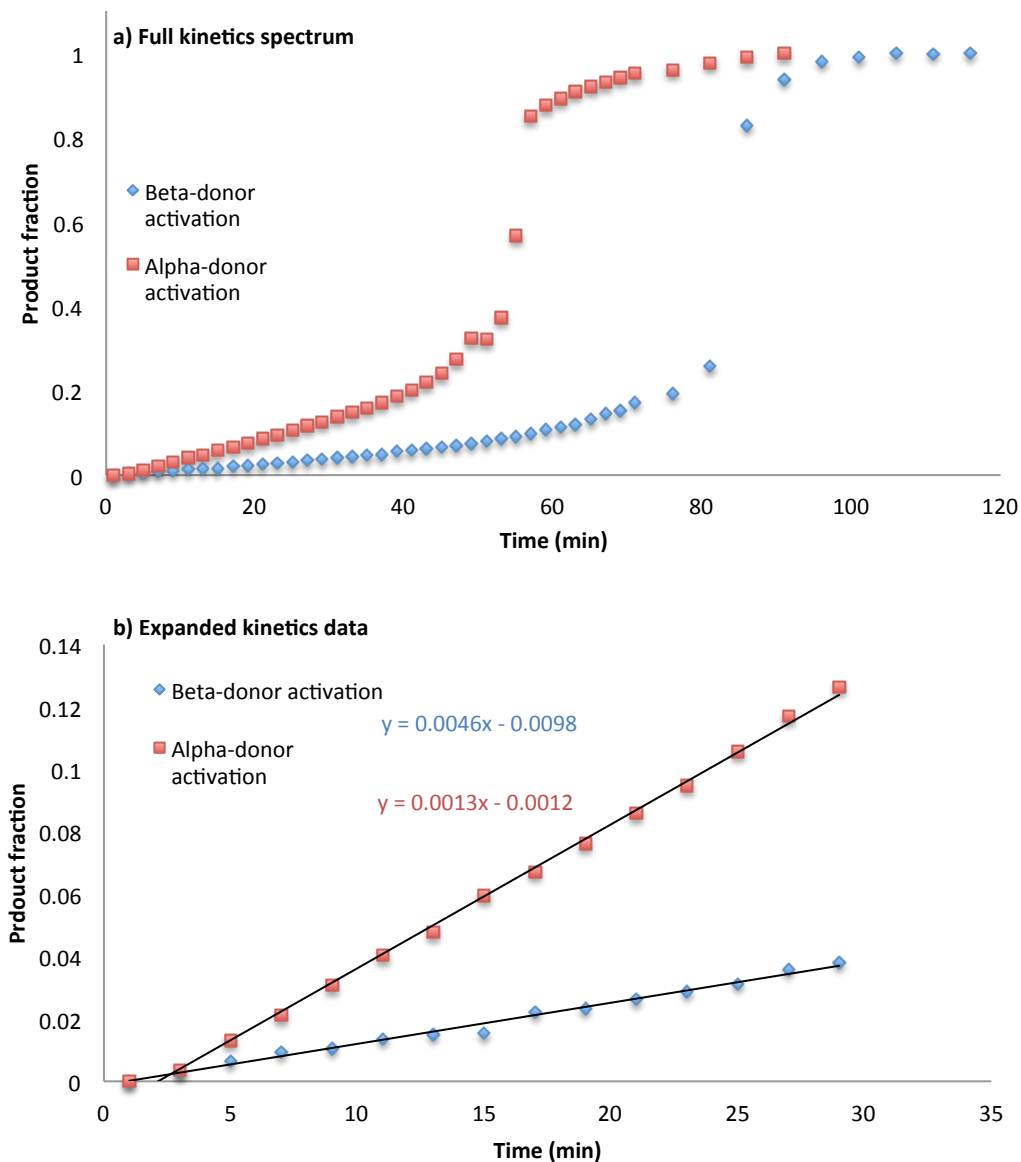 a) Full kinetics spectrum
1
0.8
0.6
0.4
0.2
0
Product fraction
Beta-donor
activation
Alpha-donor
activation
0 20 40 60 80 100 120
Time (min)
b) Expanded kinetics data
0.14
0.12
0.1
0.08
0.06
0.04
0.02
0
Prdouct fraction
Beta-donor activation
y = 0.0046x - 0.0098
Alpha-donor
activation
y = 0.0013x - 0.0012
0 5 10 15 20 25 30 35
Time (min)